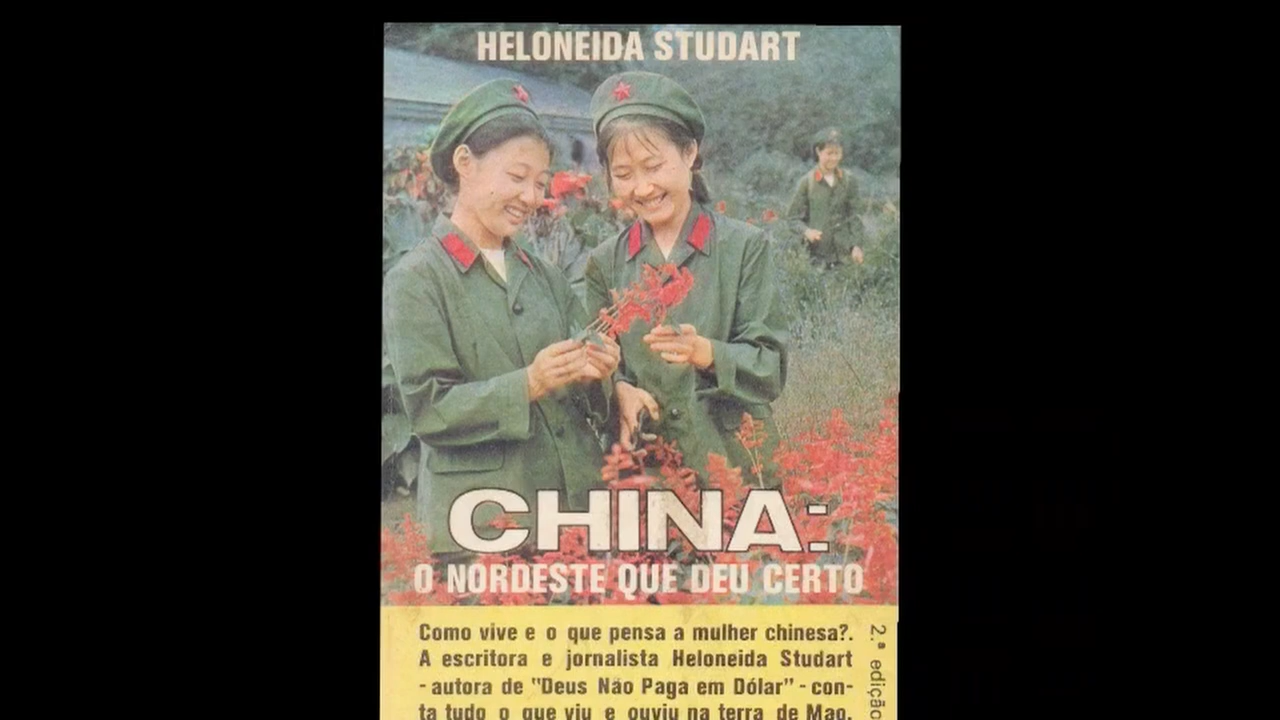 HELONEIDA STUDART
CHINA:
O NORDESTE QUE DEU CERTO
Como vive e o que pensa a mulher chinesa?.
A escritora e jornalista Heloneida Studart
- autora de "Deus Não Paga em Dólar" - con-
ta tudo o que viu e ouviu na terra de Mao.
2.ª edição